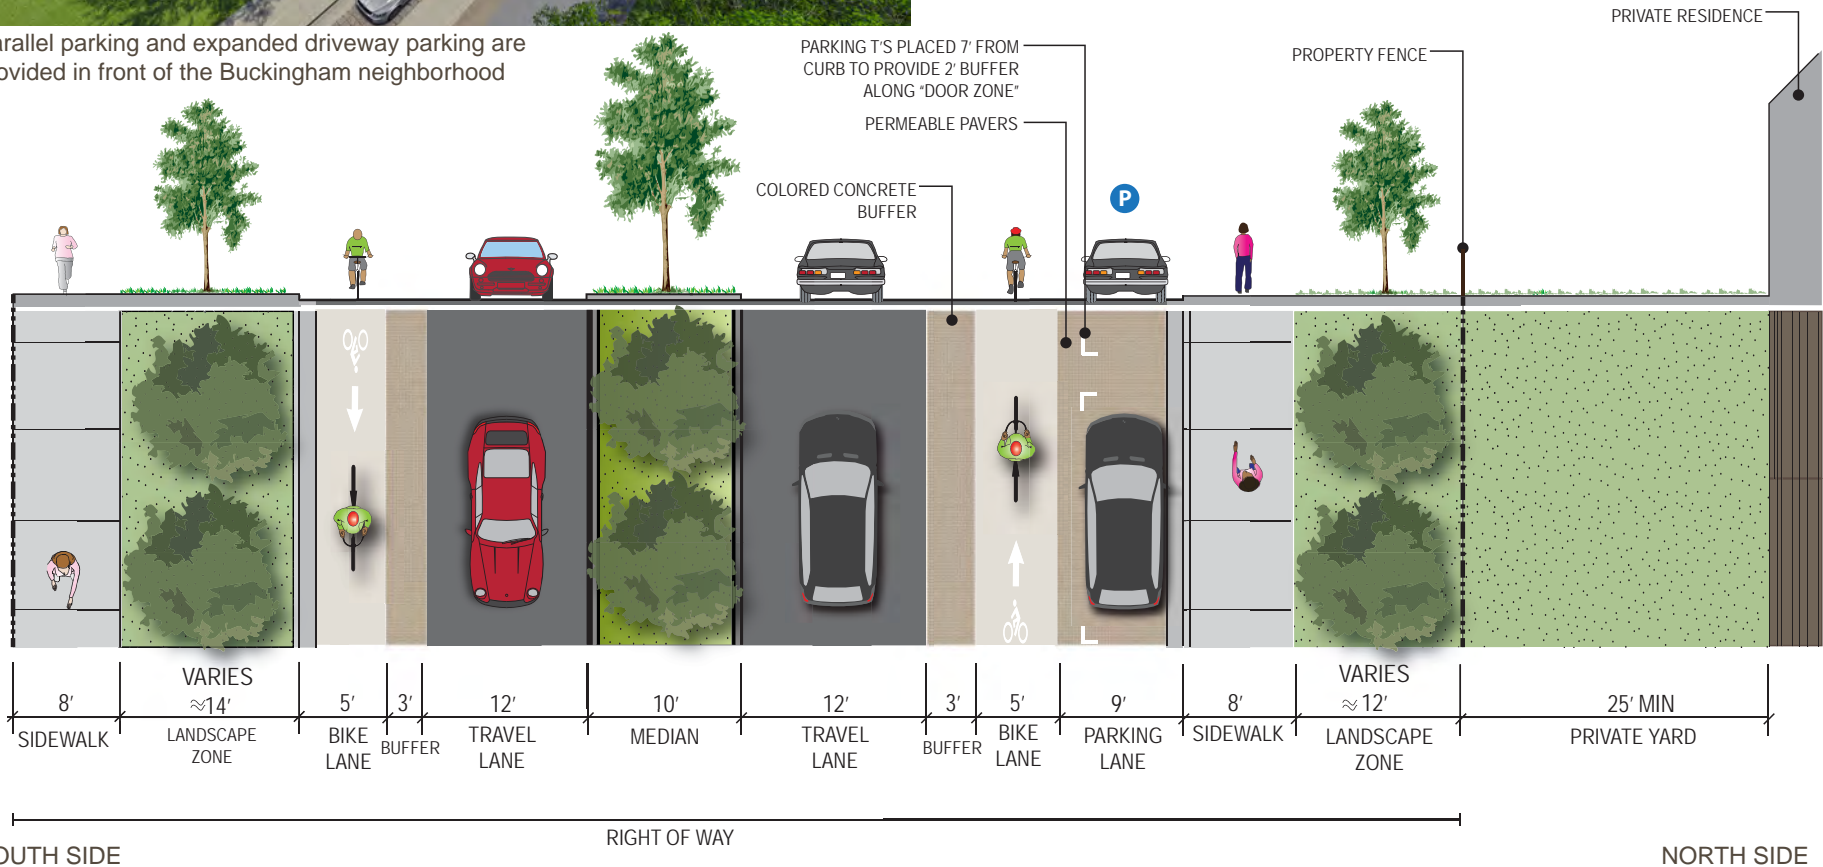 arallel parking and expanded driveway parking are
ovided in front of the Buckingham neighborhood
PARKING T'S PLACED 7' FROM
CURB TO PROVIDE 2' BUFFER
ALONG “DOOR ZONE”
PERMEABLE PAVERS
COLORED CONCRETE
BUFFER
P
PROPERTY FENCE
PRIVATE RESIDENCE
8'
SIDEWALK
VARIES
≈14'
LANDSCAPE
ZONE
5'
BIKE
LANE
3'
BUFFER
12'
TRAVEL
LANE
10'
MEDIAN
12'
TRAVEL
LANE
3'
BUFFER
5'
BIKE
LANE
9'
PARKING
LANE
8'
SIDEWALK
VARIES
≈ 12'
LANDSCAPE
ZONE
25' MIN
PRIVATE YARD
RIGHT OF WAY
OUTH SIDE
NORTH SIDE